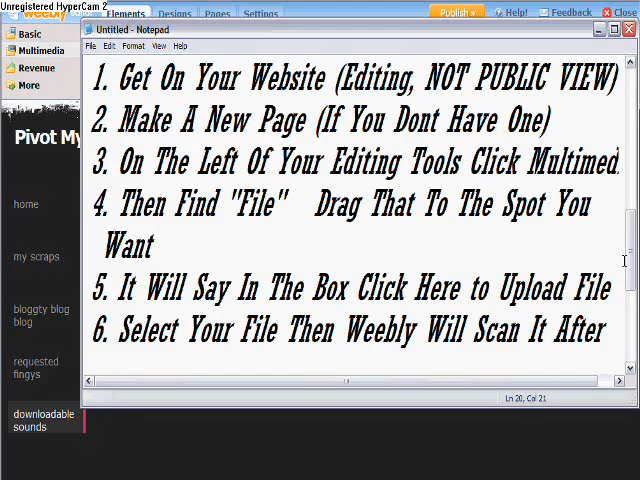 Unregistered HyperCam 2
weebly Elements Designs Pages Settings Publish » Help! Feedback Close
Basic
Multimedia
Revenue
More
Pivot My
home
my scraps
bloggty blog
blog
requested
fingys
downloadable
sounds
Untitled - Notepad
File Edit Format View Help
1. Get On Your Website (Editing, NOT PUBLIC VIEW)
2. Make A New Page (If You Dont Have One)
3. On The Left Of Your Editing Tools Click Multimed
4. Then Find "File" Drag That To The Spot You
Want
5. It Will Say In The Box Click Here to Upload File
6. Select Your File Then Weebly Will Scan It After
Ln 20, Col 21